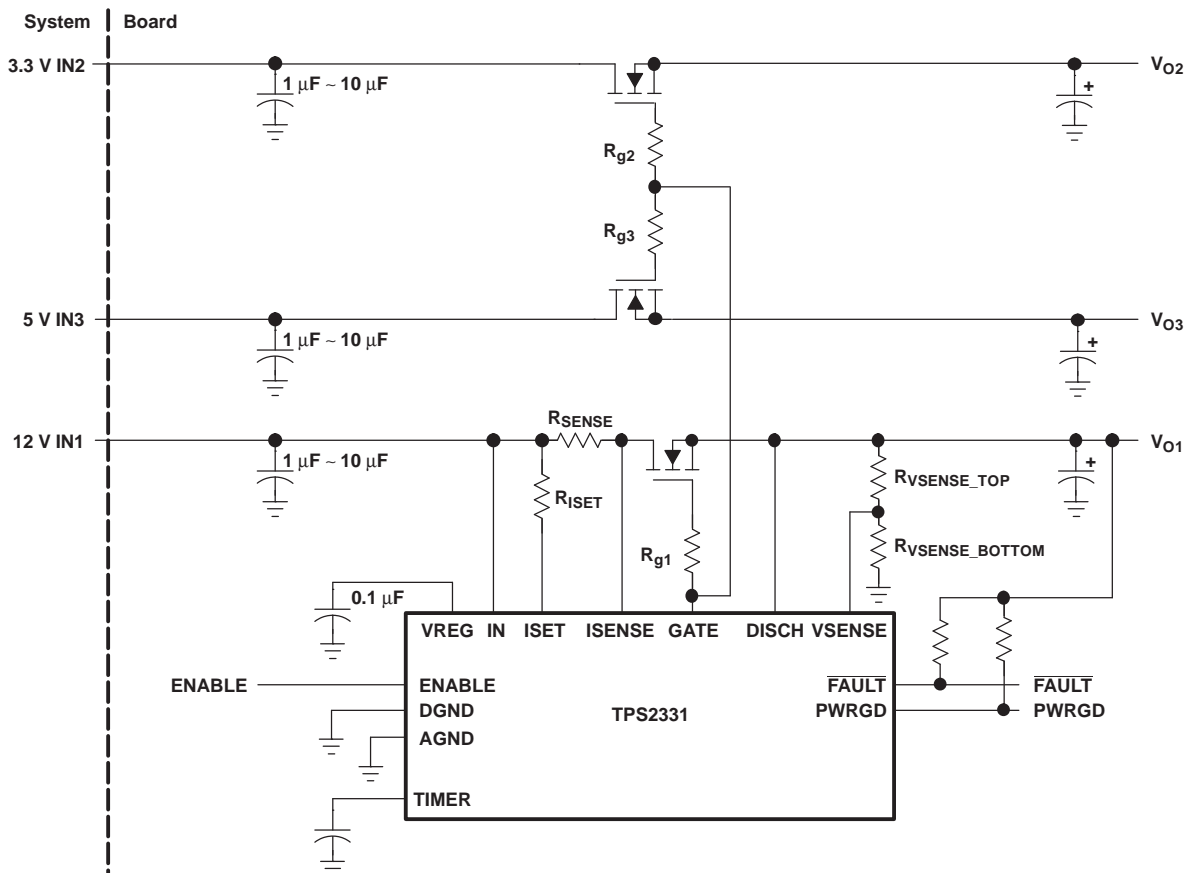 System Board
3.3 V IN2
1 μF ~ 10 μF
+
VO2
Rg2
Rg3
5 V IN3
1 μF ~ 10 μF
+
VO3
RSENSE
12 V IN1
1 μF ~ 10 μF
+
VO1
RISET
RVSENSE_TOP
Rg1
RVSENSE_BOTTOM
0.1 μF
VREG IN ISET ISENSE GATE DISCH VSENSE
ENABLE ENABLE FAULT FAULT
DGND TPS2331 PWRGD PWRGD
AGND
TIMER